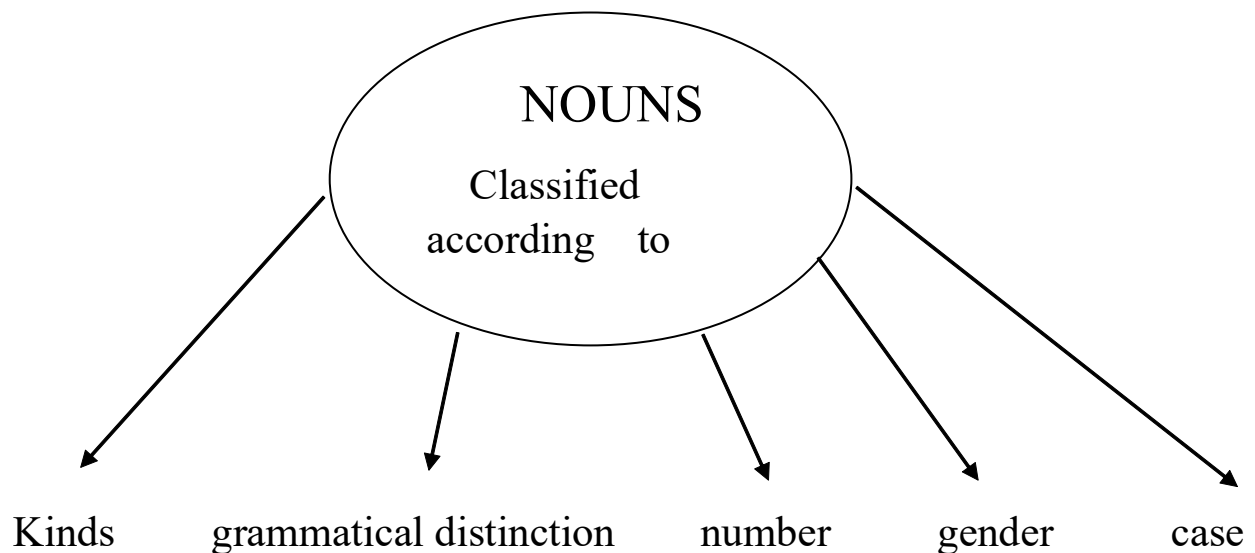 NOUNS
Classified
according to
Kinds grammatical distinction number gender case